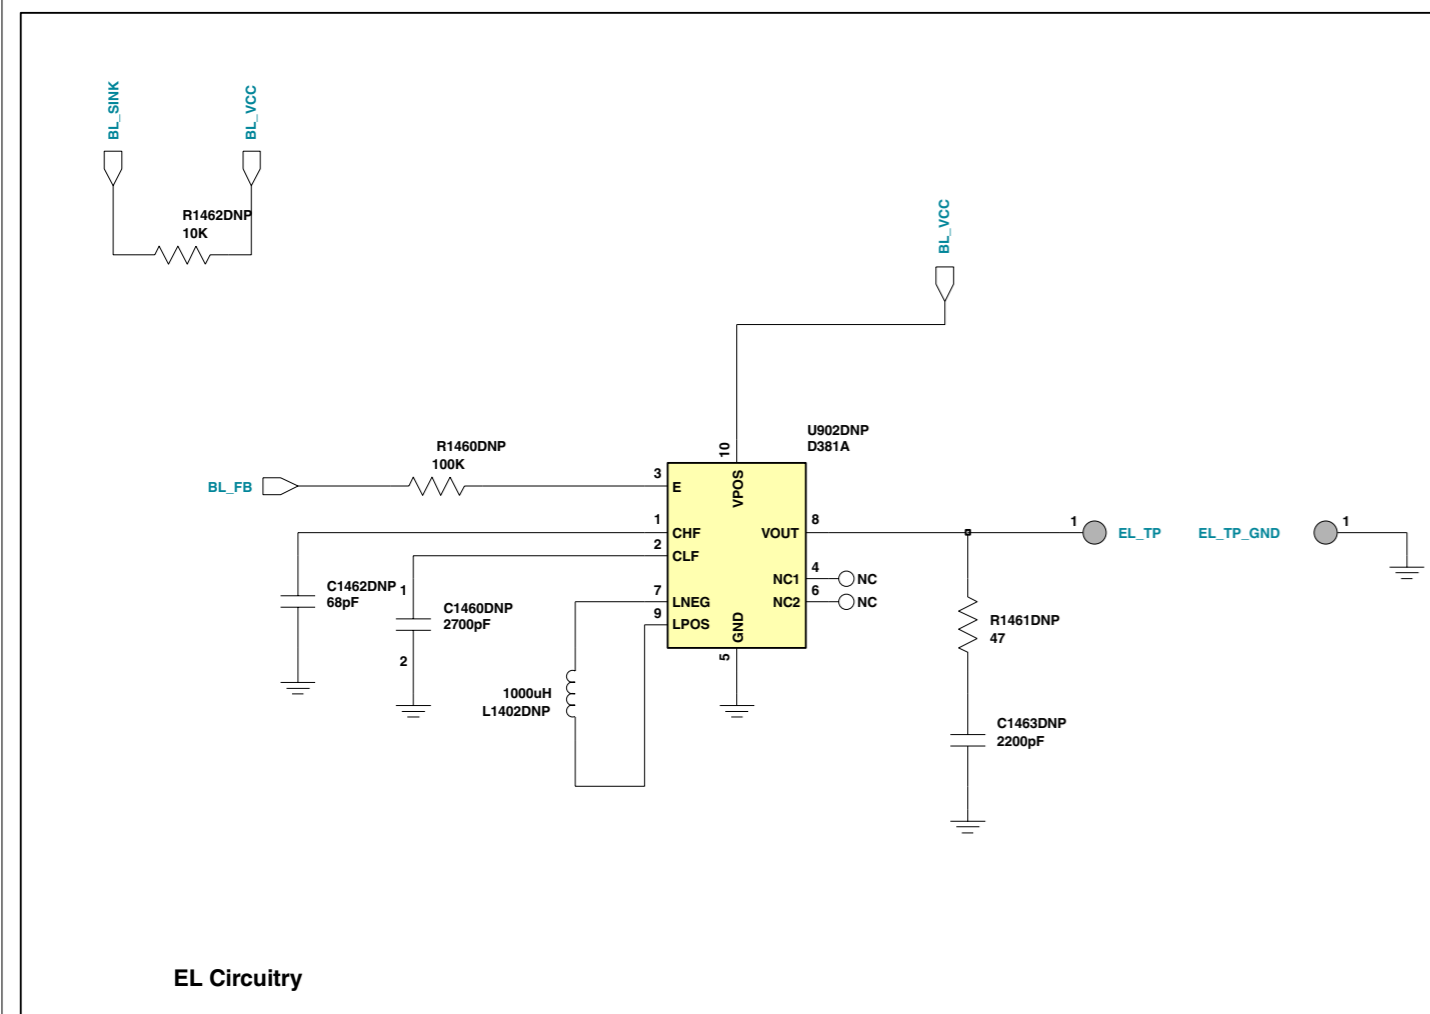 BL_SINK
BL_VCC
R1462DNP
10K
BL_VCC
U902DNP
D381A
R1460DNP
100K
BL_FB
3
E
10
VPOS
1
CHF
2
CLF
7
LNEG
9
LPOS
8
VOUT
4
NC1
NC
6
NC2
NC
5
GND
1
EL_TP
EL_TP_GND
1
C1462DNP
68pF
1
C1460DNP
2700pF
2
1000uH
L1402DNP
R1461DNP
47
C1463DNP
2200pF
EL Circuitry